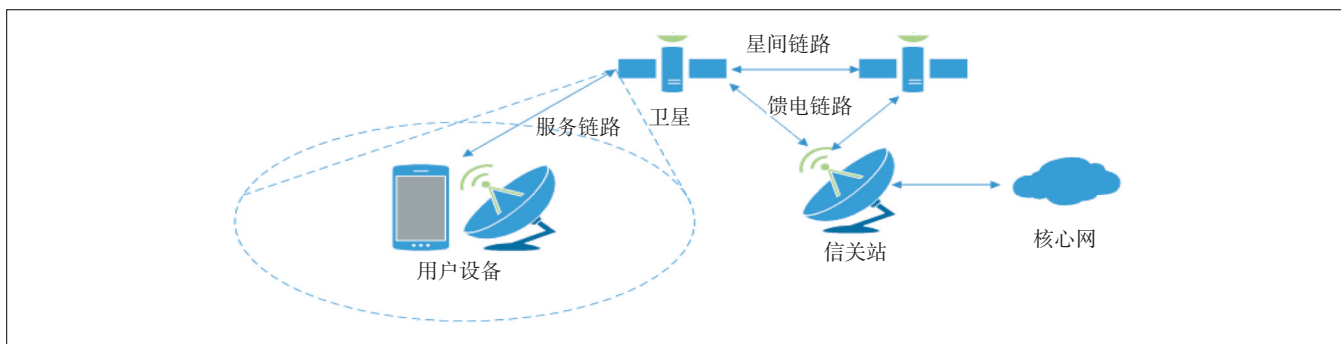 星间链路
馈电链路
卫星
服务链路
用户设备
信关站
核心网